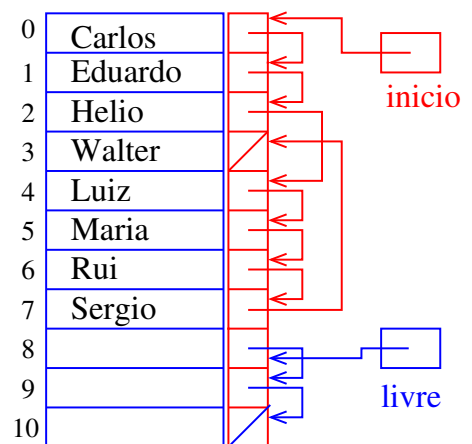 0 Carlos
1 Eduardo
inicio
2 Helio
3 Walter
4 Luiz
5 Maria
6 Rui
7 Sergio
8
9
livre
10